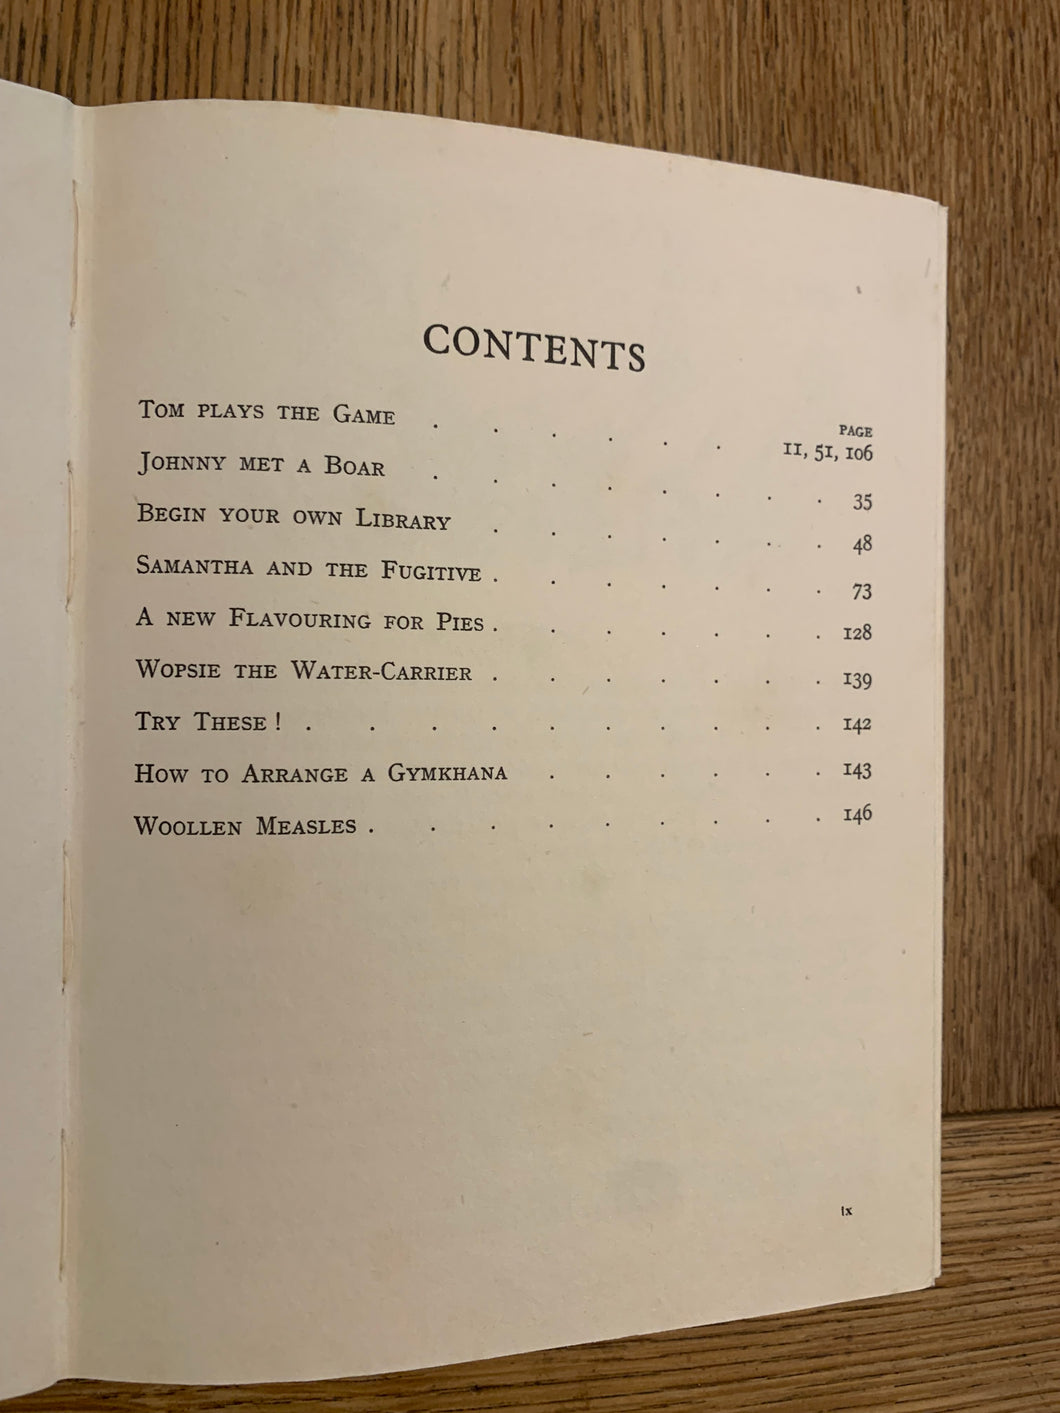 CONTENTS
PAGE
TOM PLAYS THE GAME . . . . . . 11, 51, 106
JOHNNY MET A BOAR . . . . . . . . 35
BEGIN YOUR OWN LIBRARY . . . . . . . 48
SAMANTHA AND THE FUGITIVE . . . . . . . 73
A NEW FLAVOURING FOR PIES . . . . . . . 128
WOPSIE THE WATER-CARRIER . . . . . . . 139
TRY THESE ! . . . . . . . . . . 142
HOW TO ARRANGE A GYMKHANA . . . . . . 143
WOOLLEN MEASLES . . . . . . . . . 146
ix